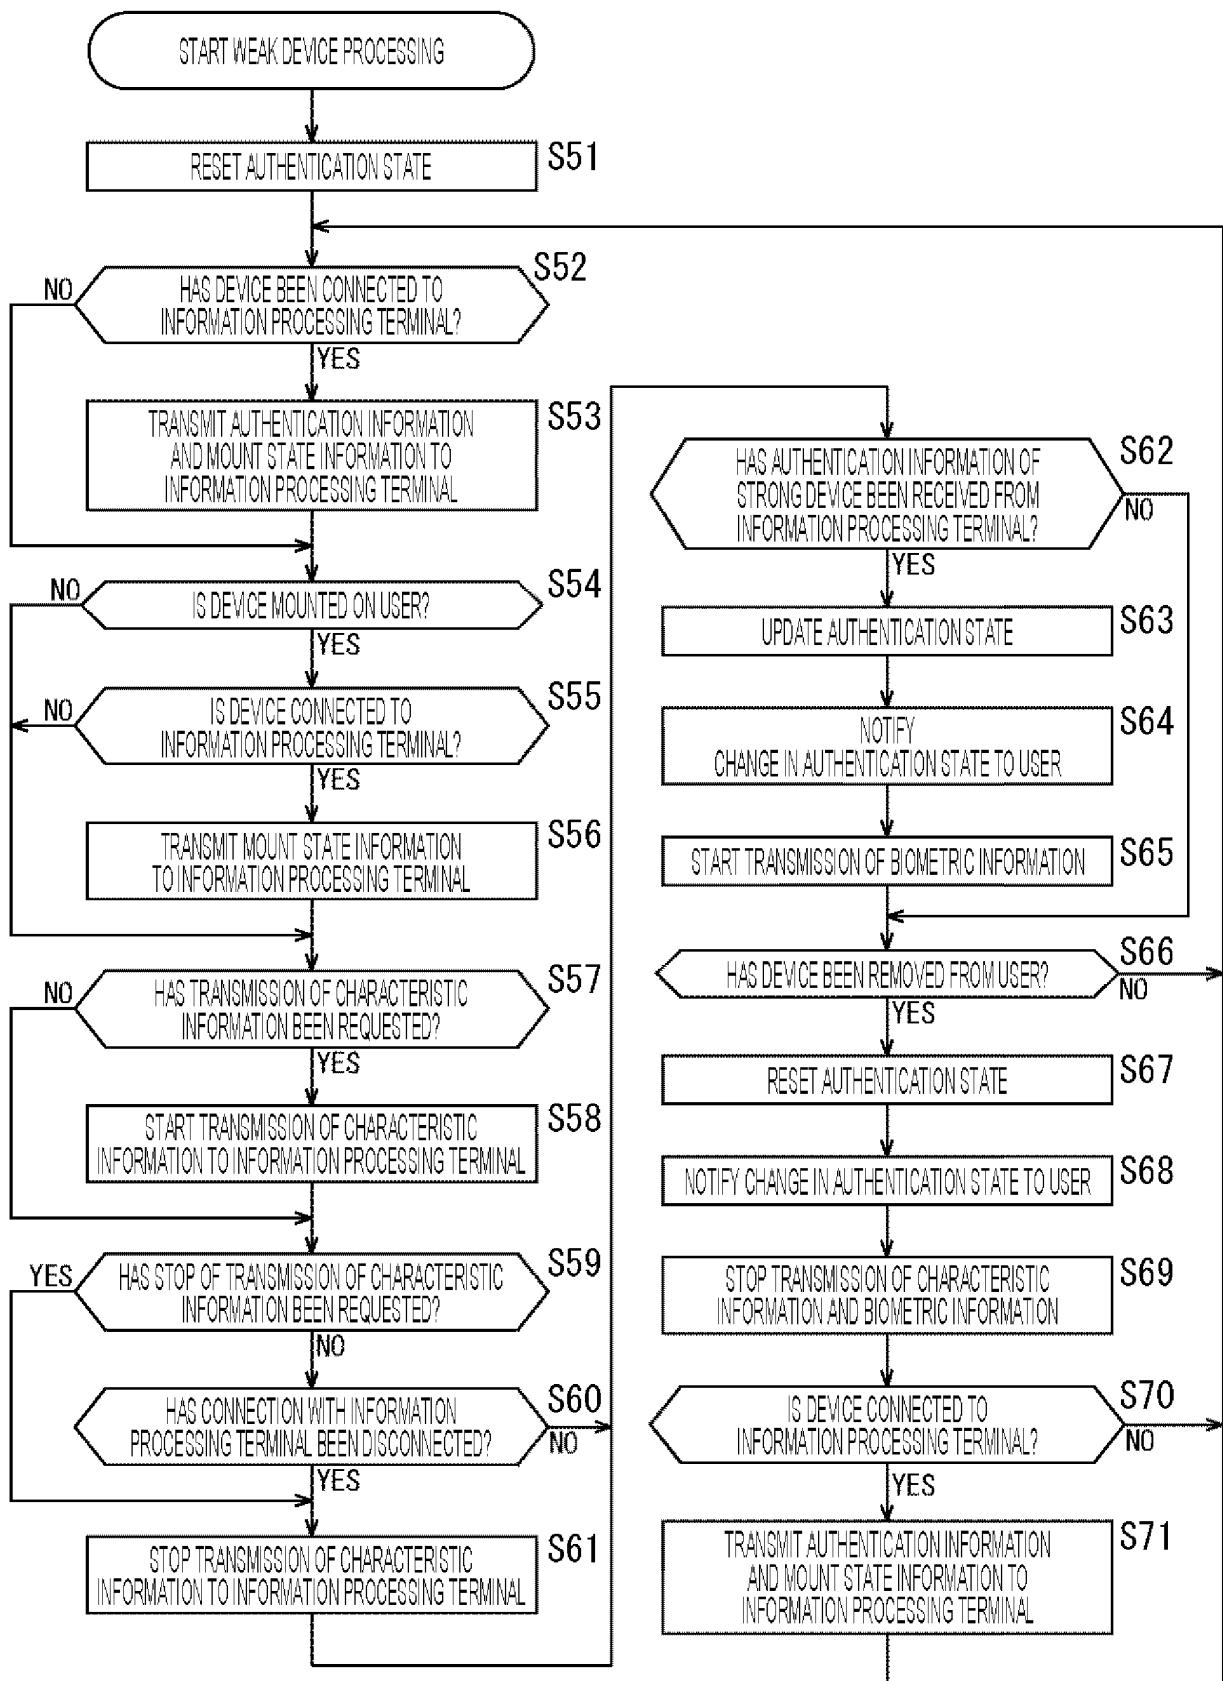 START WEAK DEVICE PROCESSING
RESET AUTHENTICATION STATE
S51
HAS DEVICE BEEN CONNECTED TO
INFORMATION PROCESSING TERMINAL?
S52
NO
YES
TRANSMIT AUTHENTICATION INFORMATION
AND MOUNT STATE INFORMATION TO
INFORMATION PROCESSING TERMINAL
S53
IS DEVICE MOUNTED ON USER?
S54
NO
YES
IS DEVICE CONNECTED TO
INFORMATION PROCESSING TERMINAL?
S55
NO
YES
TRANSMIT MOUNT STATE INFORMATION
TO INFORMATION PROCESSING TERMINAL
S56
HAS TRANSMISSION OF CHARACTERISTIC
INFORMATION BEEN REQUESTED?
S57
NO
YES
START TRANSMISSION OF CHARACTERISTIC
INFORMATION TO INFORMATION PROCESSING TERMINAL
S58
HAS STOP OF TRANSMISSION OF CHARACTERISTIC
INFORMATION BEEN REQUESTED?
S59
YES
NO
HAS CONNECTION WITH INFORMATION
PROCESSING TERMINAL BEEN DISCONNECTED?
S60
NO
YES
STOP TRANSMISSION OF CHARACTERISTIC
INFORMATION TO INFORMATION PROCESSING TERMINAL
S61
HAS AUTHENTICATION INFORMATION OF
STRONG DEVICE BEEN RECEIVED FROM
INFORMATION PROCESSING TERMINAL?
S62
NO
YES
UPDATE AUTHENTICATION STATE
S63
NOTIFY
CHANGE IN AUTHENTICATION STATE TO USER
S64
START TRANSMISSION OF BIOMETRIC INFORMATION
S65
HAS DEVICE BEEN REMOVED FROM USER?
S66
NO
YES
RESET AUTHENTICATION STATE
S67
NOTIFY CHANGE IN AUTHENTICATION STATE TO USER
S68
STOP TRANSMISSION OF CHARACTERISTIC
INFORMATION AND BIOMETRIC INFORMATION
S69
IS DEVICE CONNECTED TO
INFORMATION PROCESSING TERMINAL?
S70
NO
YES
TRANSMIT AUTHENTICATION INFORMATION
AND MOUNT STATE INFORMATION TO
INFORMATION PROCESSING TERMINAL
S71